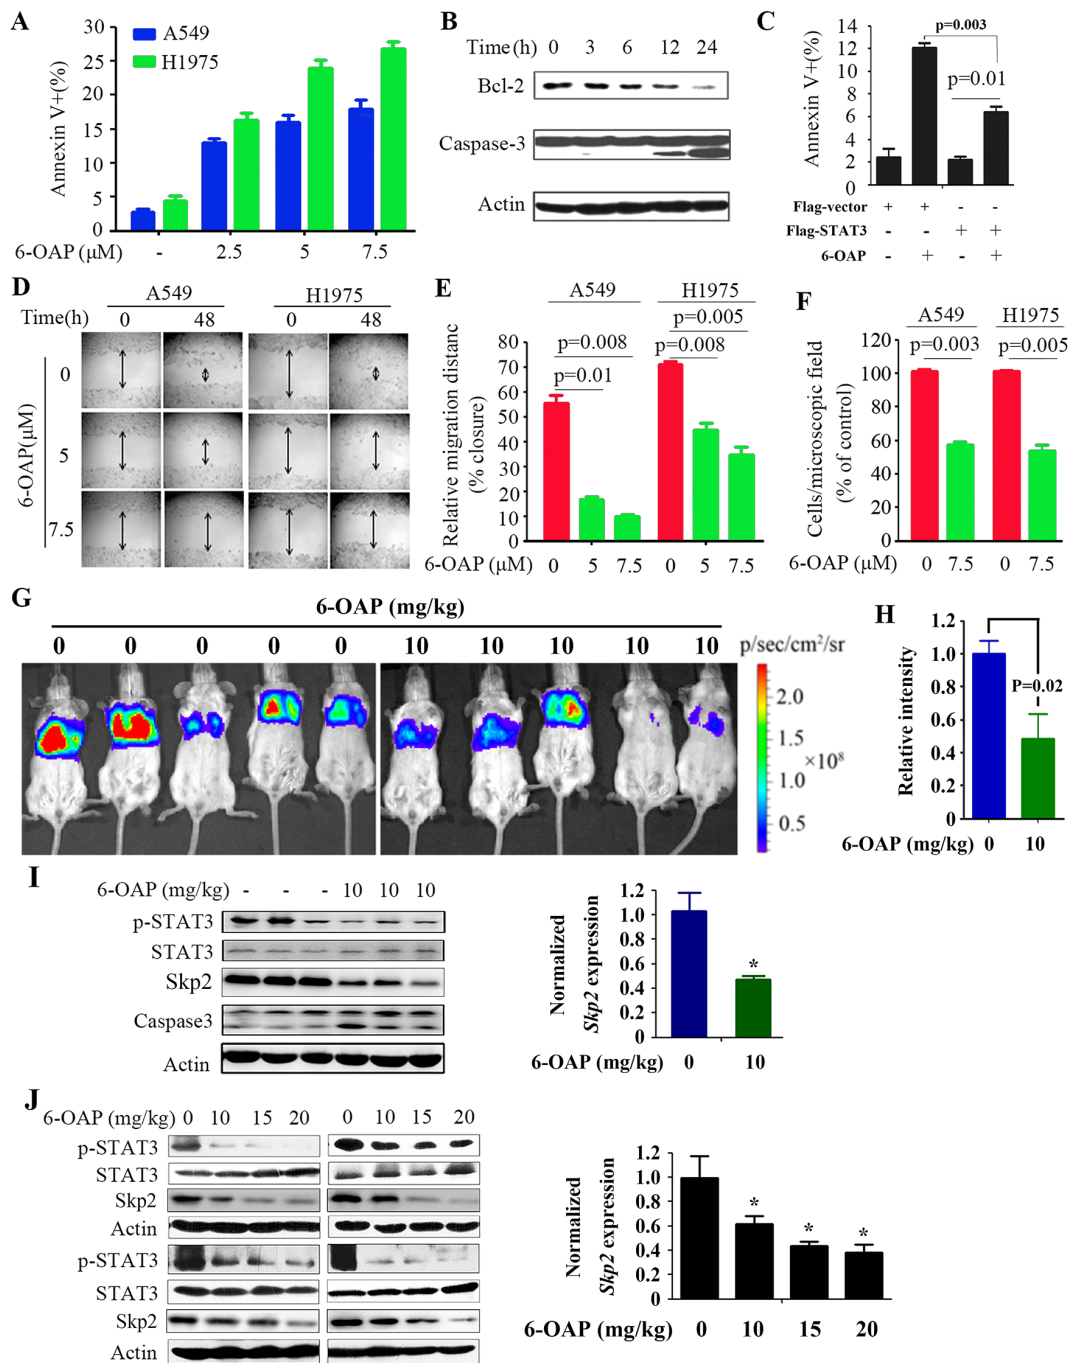 A
A549
H1975
Annexin V+(%)
30
25
20
15
10
5
0
6-OAP (μM)
-
2.5
5
7.5
B
Time(h) 0 3 6 12 24
Bcl-2
Caspase-3
Actin
C
p=0.003
p=0.01
Annexin V+(%)
14
12
10
8
6
4
2
0
Flag-vector + + - -
Flag-STAT3 - - + +
6-OAP - + - +
D
A549 H1975
Time(h) 0 48 0 48
6-OAP(μM)
0
5
7.5
E
A549 H1975
p=0.005
p=0.008 p=0.008
p=0.01
Relative migration distanc
(% closure)
80
70
60
50
40
30
20
10
0
6-OAP (μM) 0 5 7.5 0 5 7.5
F
A549 H1975
p=0.003 p=0.005
Cells/microscopic field
(% of control)
120
100
80
60
40
20
0
6-OAP (μM) 0 7.5 0 7.5
G
6-OAP (mg/kg)
0 0 0 0 0 10 10 10 10 10
p/sec/cm²/sr
2.0
1.5
×10⁸
1.0
0.5
H
Relative intensity
1.2
1.0
0.8
0.6
0.4
0.2
0
P=0.02
6-OAP (mg/kg) 0 10
I
6-OAP (mg/kg) - - - 10 10 10
p-STAT3
STAT3
Skp2
Caspase3
Actin
Normalized
Skp2 expression
1.2
1.0
0.8
0.6
0.4
0.2
0
*
6-OAP (mg/kg) 0 10
J
6-OAP (mg/kg) 0 10 15 20 0 10 15 20
p-STAT3
STAT3
Skp2
Actin
p-STAT3
STAT3
Skp2
Actin
Normalized
Skp2 expression
1.2
1.0
0.8
0.6
0.4
0.2
0
* * *
6-OAP (mg/kg) 0 10 15 20